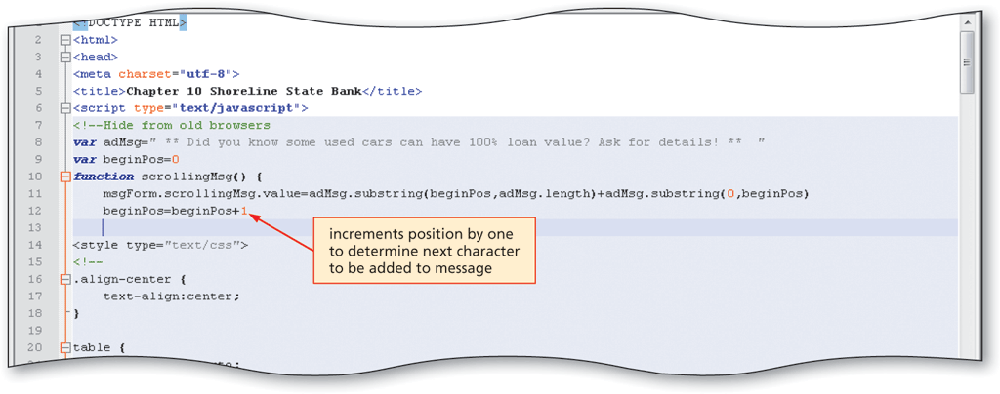 <!DOCTYPE HTML>
2 <html>
3 <head>
4 <meta charset="utf-8">
5 <title>Chapter 10 Shoreline State Bank</title>
6 <script type="text/javascript">
7 <!--Hide from old browsers
8 var adMsg=" ** Did you know some used cars can have 100% loan value? Ask for details! **  "
9 var beginPos=0
10 function scrollingMsg() {
11 msgForm.scrollingMsg.value=adMsg.substring(beginPos,adMsg.length)+adMsg.substring(0,beginPos)
12 beginPos=beginPos+1
13
increments position by one
to determine next character
to be added to message
14 <style type="text/css">
15 <!--
16 .align-center {
17 text-align:center;
18 }
19
20 table {